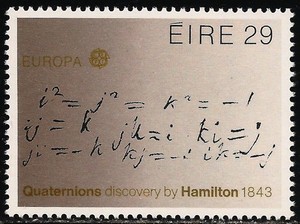 ÉIRE 29
EUROPA
i² = j² = k² = -1
ij = k jk = i ki = j
ji = -k kj = -i ik = -j
Quaternions discovery by Hamilton 1843